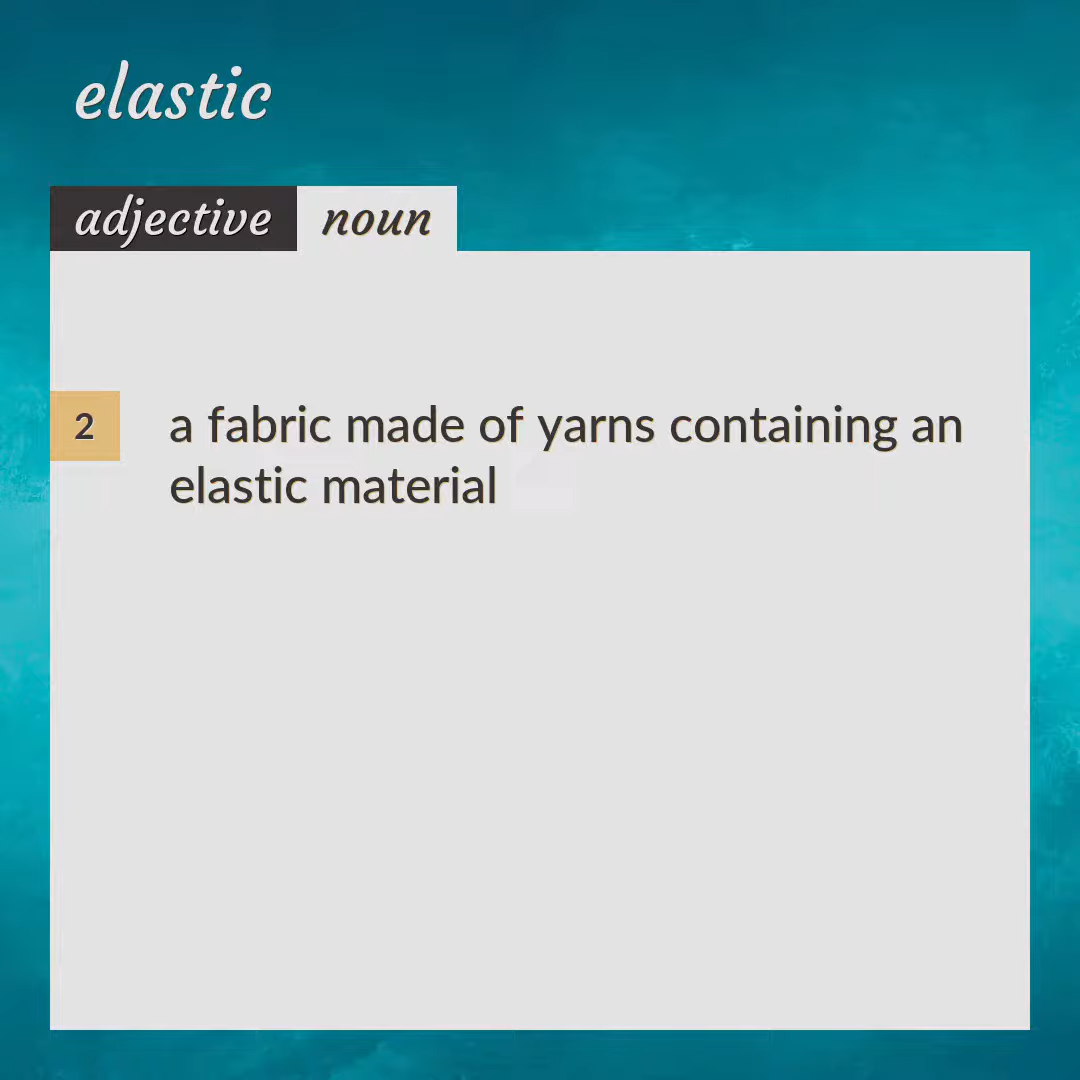 elastic
adjective noun
2 a fabric made of yarns containing an
elastic material